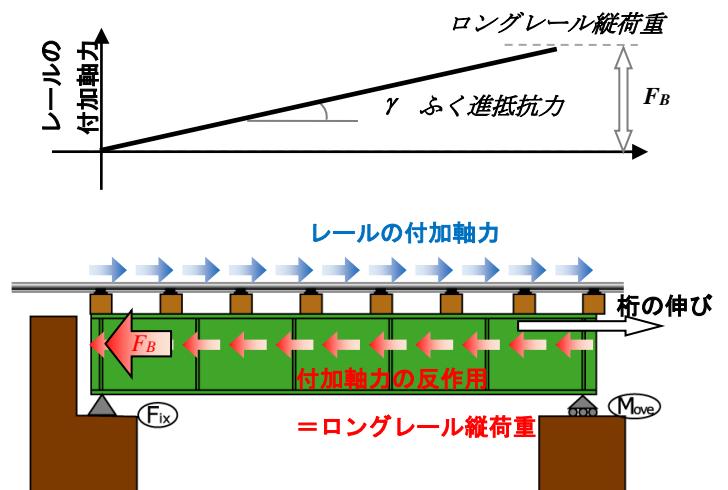 ロングレール縦荷重
レールの
付加軸力
γ ふく進抵抗力
FB
レールの付加軸力
桁の伸び
FB
付加軸力の反作用
Fix
Move
＝ロングレール縦荷重